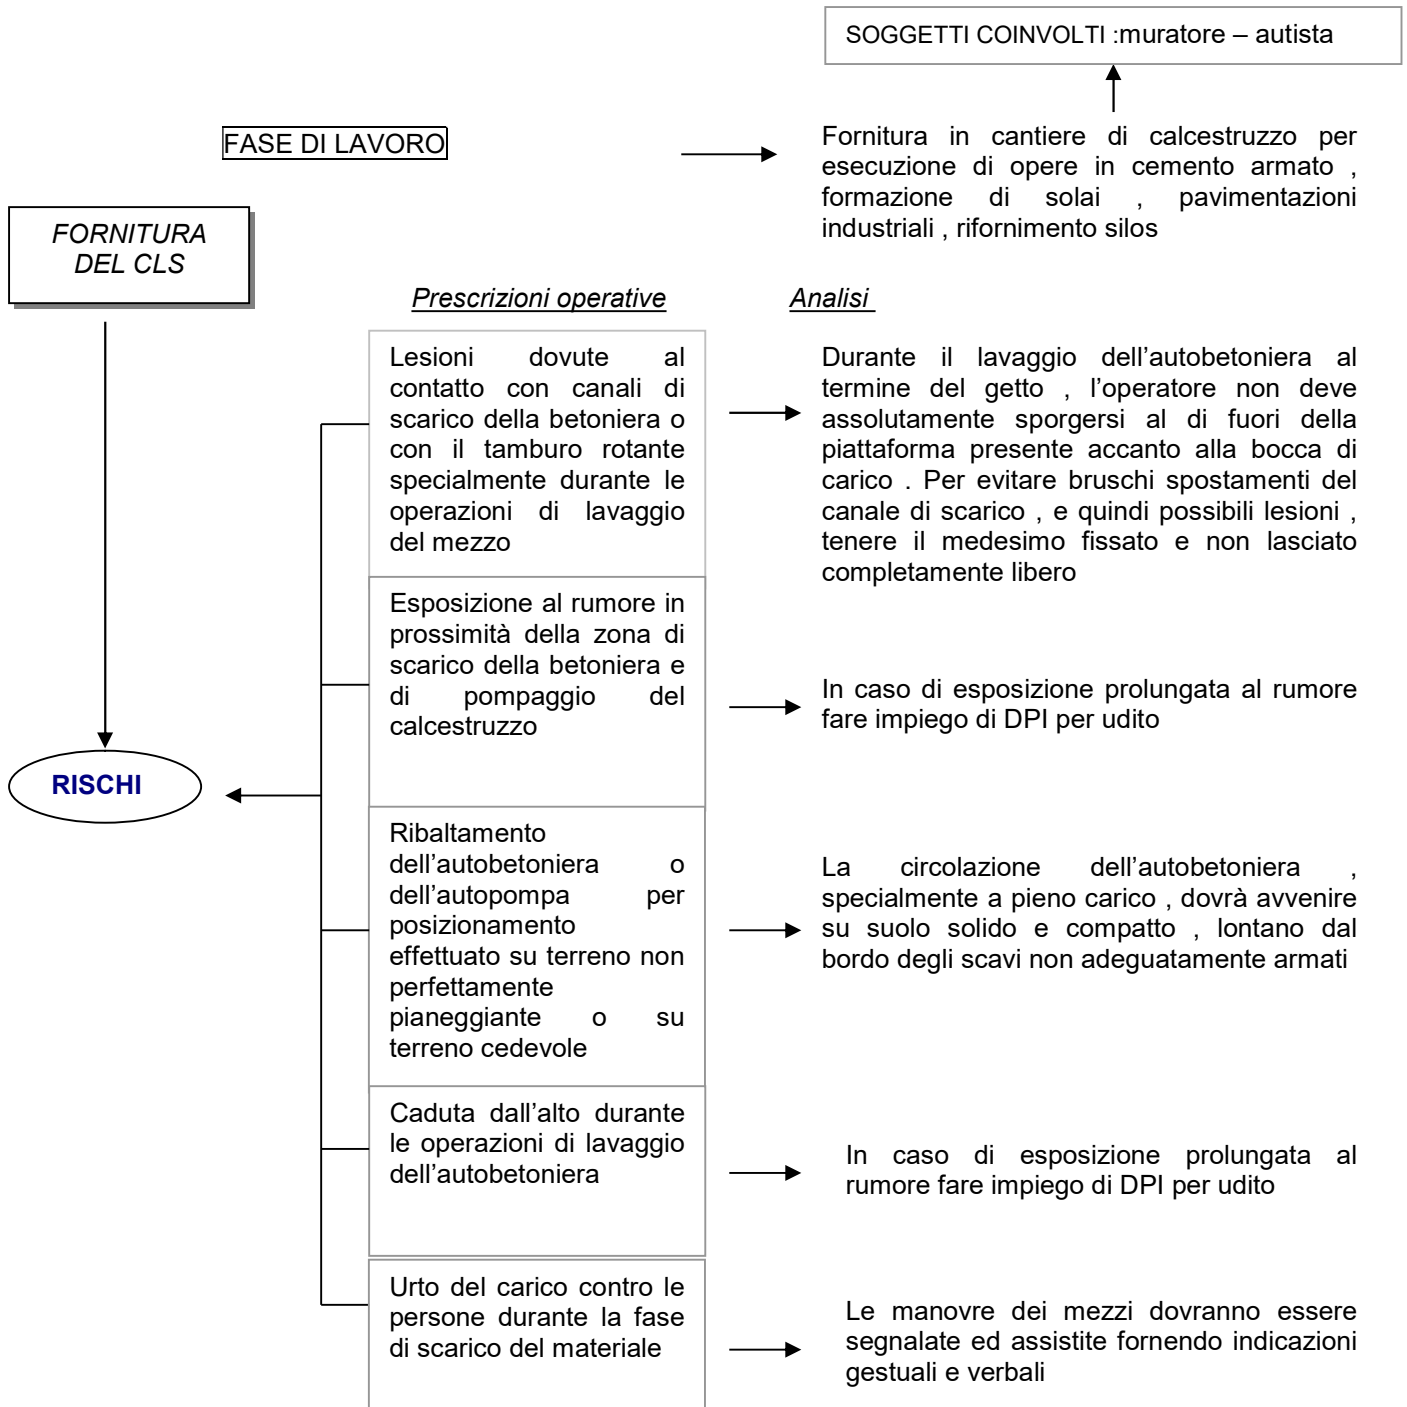 SOGGETTI COINVOLTI :muratore – autista
FASE DI LAVORO
Fornitura in cantiere di calcestruzzo per
esecuzione di opere in cemento armato ,
formazione di solai , pavimentazioni
industriali , rifornimento silos
FORNITURA
DEL CLS
Prescrizioni operative
Analisi
Lesioni dovute al
contatto con canali di
scarico della betoniera o
con il tamburo rotante
specialmente durante le
operazioni di lavaggio
del mezzo
Durante il lavaggio dell’autobetoniera al
termine del getto , l’operatore non deve
assolutamente sporgersi al di fuori della
piattaforma presente accanto alla bocca di
carico . Per evitare bruschi spostamenti del
canale di scarico , e quindi possibili lesioni ,
tenere il medesimo fissato e non lasciato
completamente libero
Esposizione al rumore in
prossimità della zona di
scarico della betoniera e
di pompaggio del
calcestruzzo
In caso di esposizione prolungata al rumore
fare impiego di DPI per udito
RISCHI
Ribaltamento
dell’autobetoniera o
dell’autopompa per
posizionamento
effettuato su terreno non
perfettamente
pianeggiante o su
terreno cedevole
La circolazione dell’autobetoniera ,
specialmente a pieno carico , dovrà avvenire
su suolo solido e compatto , lontano dal
bordo degli scavi non adeguatamente armati
Caduta dall’alto durante
le operazioni di lavaggio
dell’autobetoniera
In caso di esposizione prolungata al
rumore fare impiego di DPI per udito
Urto del carico contro le
persone durante la fase
di scarico del materiale
Le manovre dei mezzi dovranno essere
segnalate ed assistite fornendo indicazioni
gestuali e verbali